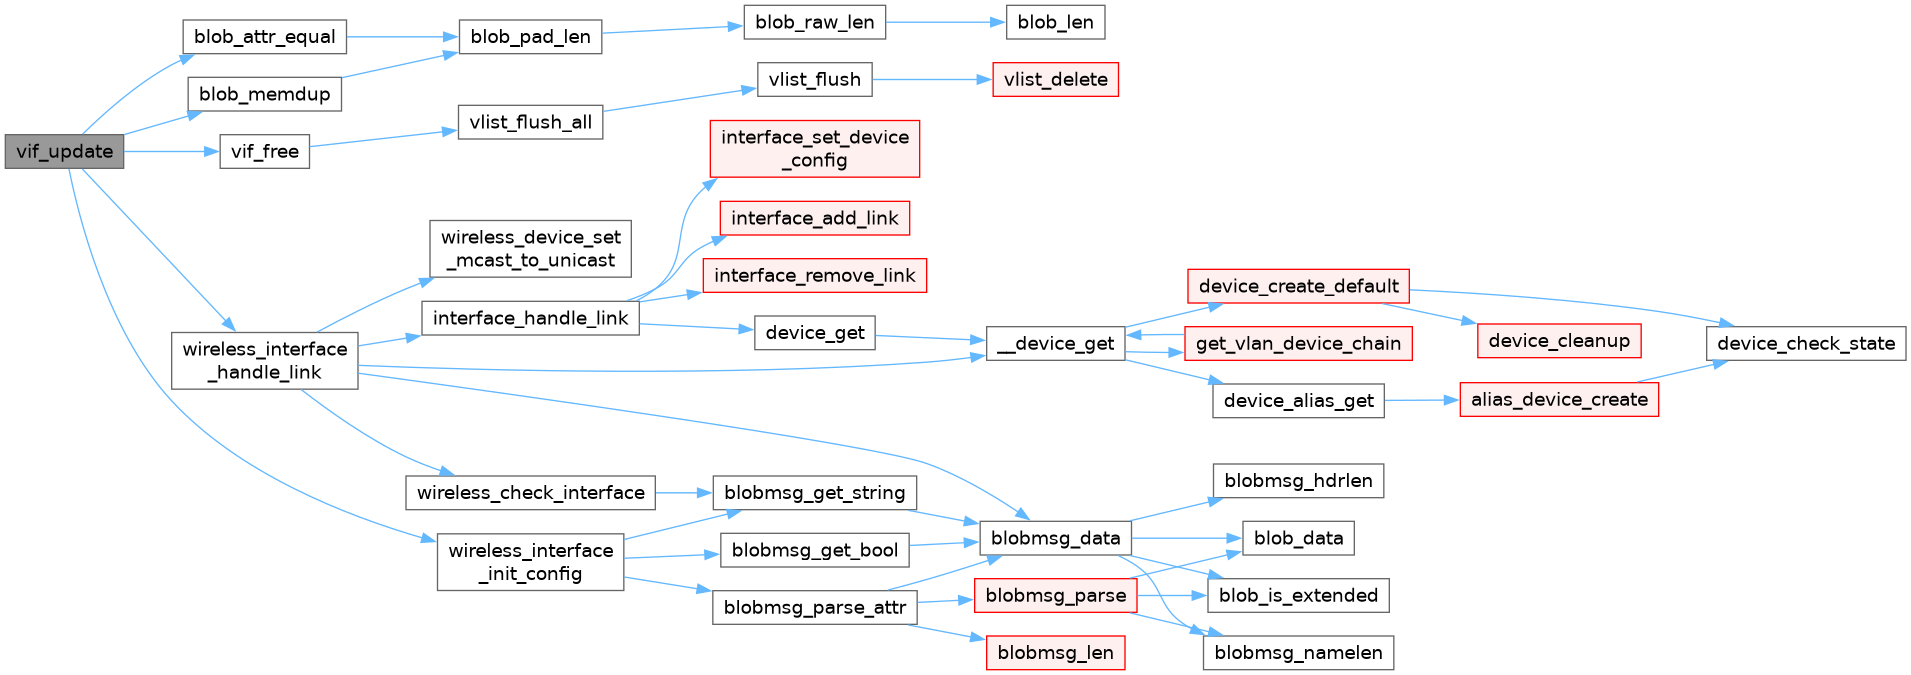 vif_update
blob_attr_equal
blob_memdup
vif_free
wireless_interface
_handle_link
wireless_interface
_init_config
blob_pad_len
vlist_flush_all
wireless_device_set
_mcast_to_unicast
interface_handle_link
wireless_check_interface
blob_raw_len
vlist_flush
interface_set_device
_config
interface_add_link
interface_remove_link
device_get
blobmsg_get_string
blobmsg_get_bool
blobmsg_parse_attr
blob_len
vlist_delete
__device_get
blobmsg_data
blobmsg_parse
blobmsg_len
device_create_default
get_vlan_device_chain
device_alias_get
blobmsg_hdrlen
blob_data
blob_is_extended
blobmsg_namelen
device_cleanup
alias_device_create
device_check_state